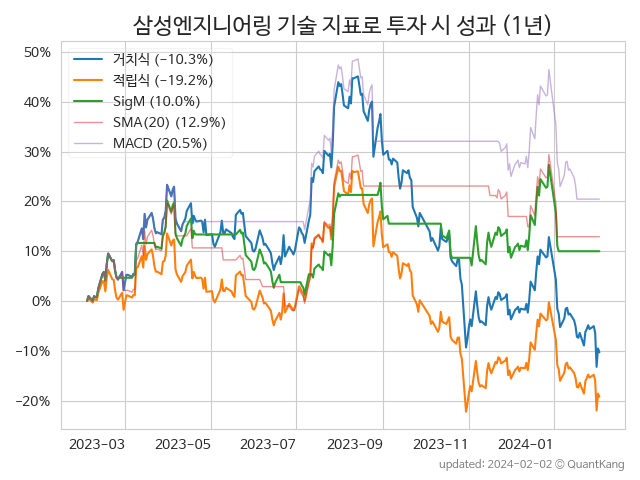 삼성엔지니어링 기술 지표로 투자 시 성과 (1년)
거치식 (−10.3%)
적립식 (−19.2%)
SigM (10.0%)
SMA(20) (12.9%)
MACD (20.5%)
50%
40%
30%
20%
10%
0%
−10%
−20%
2023-03 2023-05 2023-07 2023-09 2023-11 2024-01
updated: 2024-02-02 © QuantKang